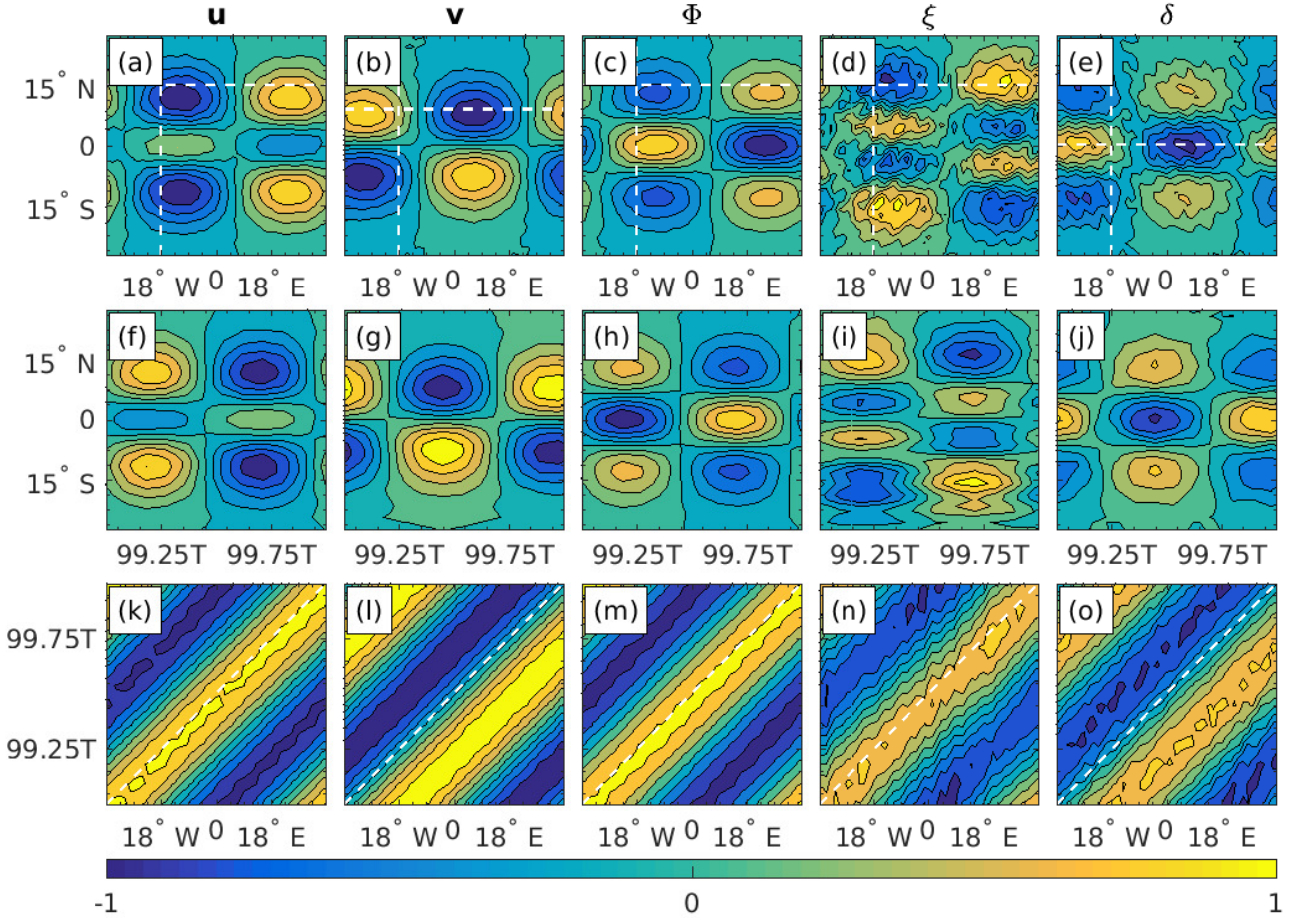 u v Φ ξ δ
(a) (b) (c) (d) (e)
15° N
0
15° S
18° W 0 18° E 18° W 0 18° E 18° W 0 18° E 18° W 0 18° E 18° W 0 18° E
(f) (g) (h) (i) (j)
15° N
0
15° S
99.25T 99.75T 99.25T 99.75T 99.25T 99.75T 99.25T 99.75T 99.25T 99.75T
(k) (l) (m) (n) (o)
99.75T
99.25T
18° W 0 18° E 18° W 0 18° E 18° W 0 18° E 18° W 0 18° E 18° W 0 18° E
-1 0 1